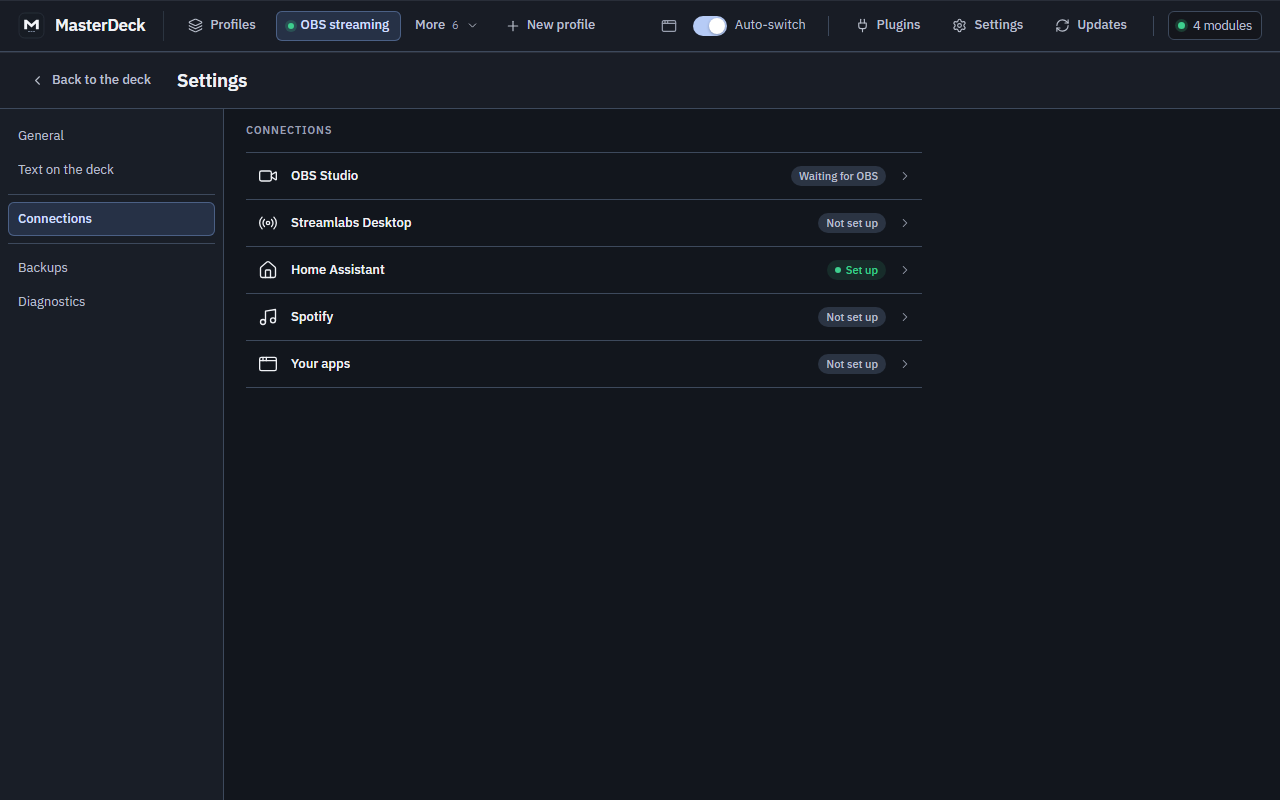 MasterDeck
Profiles
OBS streaming
More 6
New profile
Auto-switch
Plugins
Settings
Updates
4 modules
Back to the deck
Settings
General
Text on the deck
Connections
Backups
Diagnostics
CONNECTIONS
OBS Studio
Waiting for OBS
Streamlabs Desktop
Not set up
Home Assistant
Set up
Spotify
Not set up
Your apps
Not set up